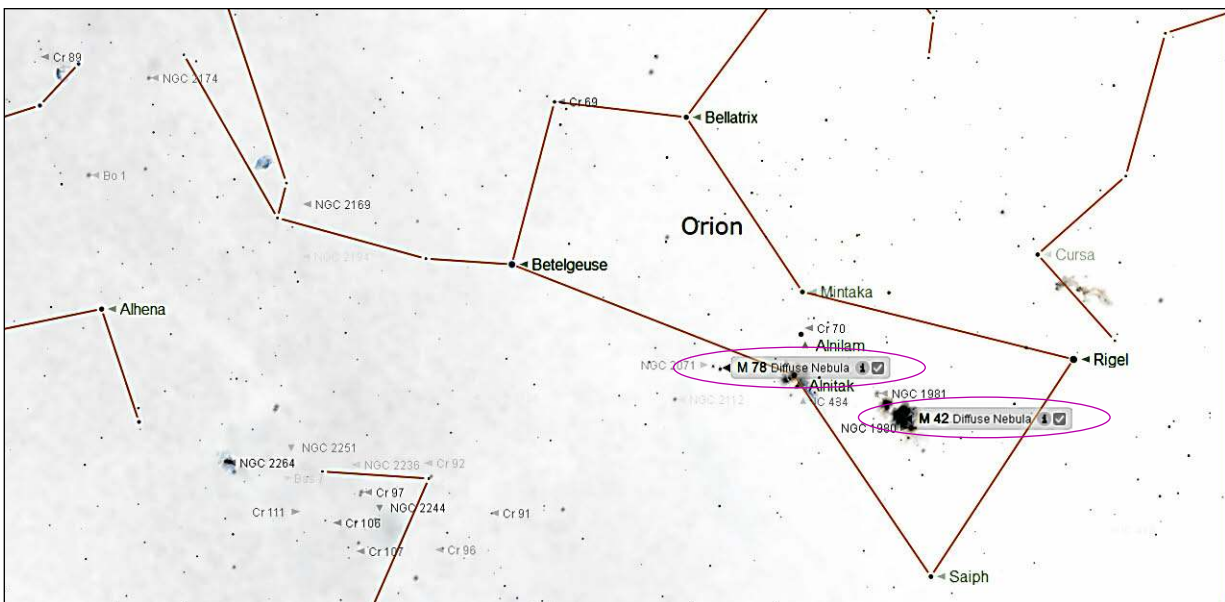 Cr 89
NGC 2174
Cr 69
Bellatrix
Bo 1
NGC 2169
Orion
NGC 2194
Betelgeuse
Cursa
Mintaka
Alhena
Cr 70
Alnilam
Rigel
NGC 2071
M 78 Diffuse Nebula
Alnitak
IC 484
NGC 1981
NGC 2112
M 42 Diffuse Nebula
NGC 1980
NGC 2251
NGC 2264
NGC 2236
Cr 92
Cr 97
NGC 2244
Cr 111
Cr 106
Cr 91
Cr 107
Cr 96
Saiph